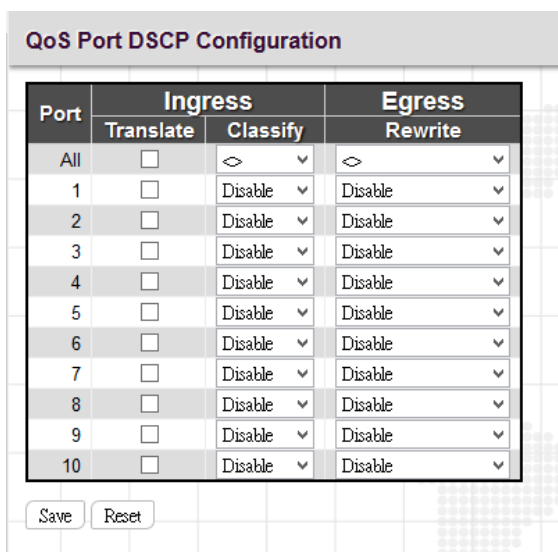 QoS Port DSCP Configuration
Port Ingress Egress
Translate Classify Rewrite
All <> <>
1 Disable Disable
2 Disable Disable
3 Disable Disable
4 Disable Disable
5 Disable Disable
6 Disable Disable
7 Disable Disable
8 Disable Disable
9 Disable Disable
10 Disable Disable
Save Reset